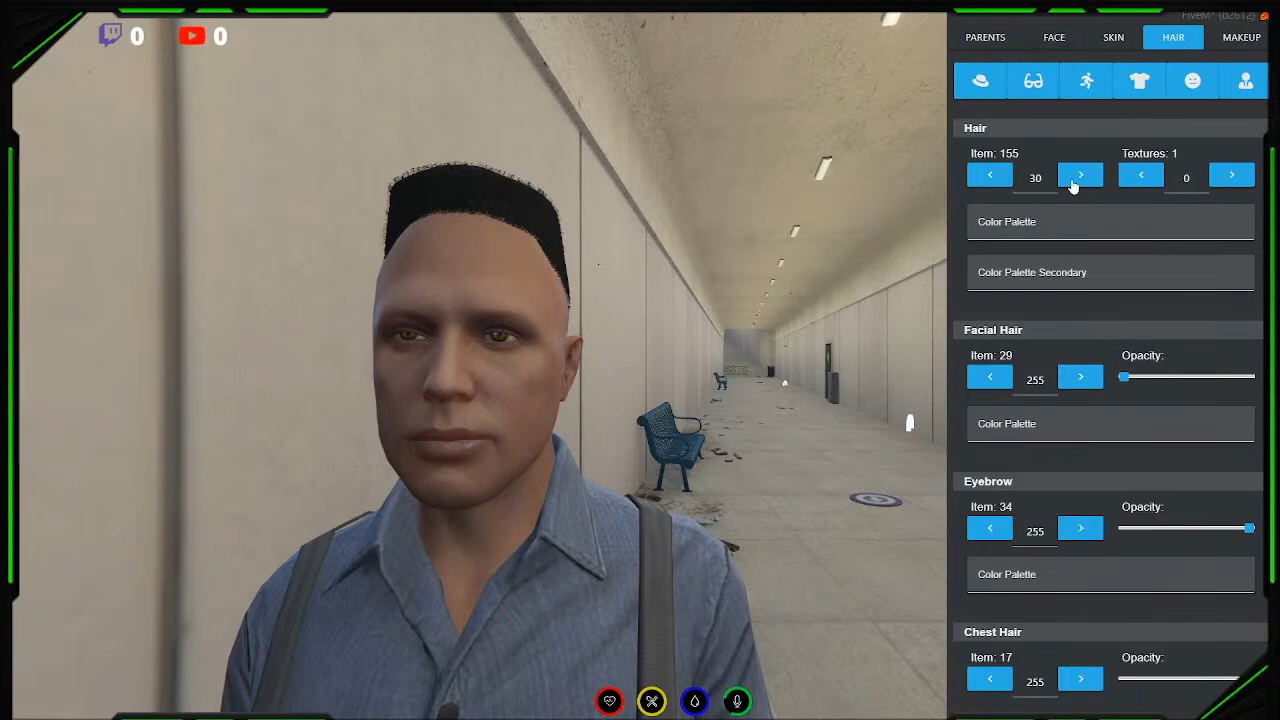 0 0
FiveM* (b2612)
PARENTS FACE SKIN HAIR MAKEUP
Hair
Item: 155 Textures: 1
< 30 > < 0 >
Color Palette
Color Palette Secondary
Facial Hair
Item: 29 Opacity:
< 255 >
Color Palette
Eyebrow
Item: 34 Opacity:
< 255 >
Color Palette
Chest Hair
Item: 17 Opacity:
< 255 >